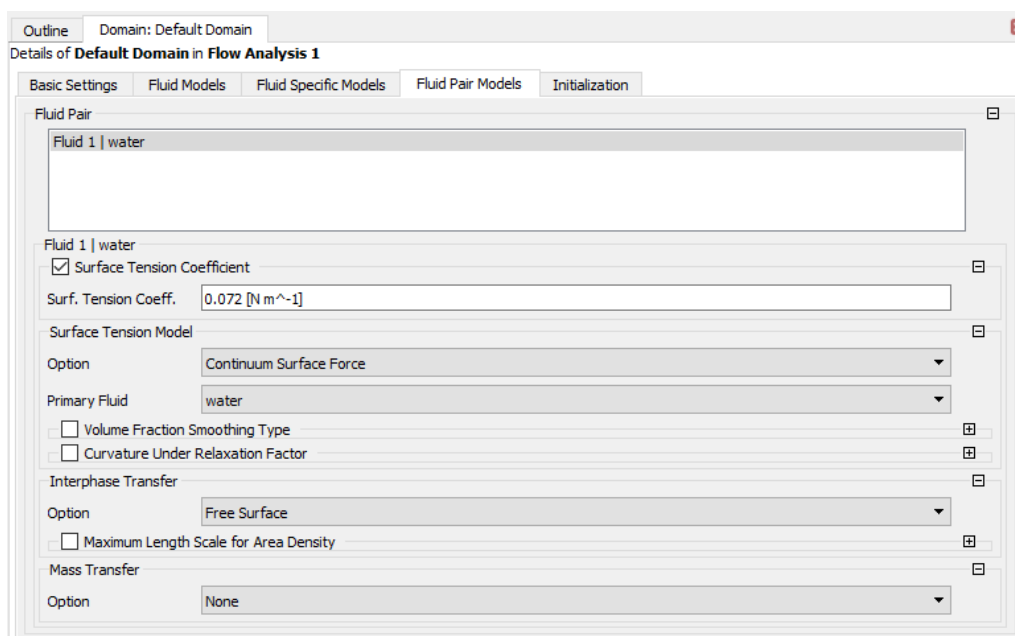 Outline Domain: Default Domain
Details of Default Domain in Flow Analysis 1
Basic Settings Fluid Models Fluid Specific Models Fluid Pair Models Initialization
Fluid Pair
Fluid 1 | water
Fluid 1 | water
Surface Tension Coefficient
Surf. Tension Coeff. 0.072 [N m^-1]
Surface Tension Model
Option Continuum Surface Force
Primary Fluid water
Volume Fraction Smoothing Type
Curvature Under Relaxation Factor
Interphase Transfer
Option Free Surface
Maximum Length Scale for Area Density
Mass Transfer
Option None